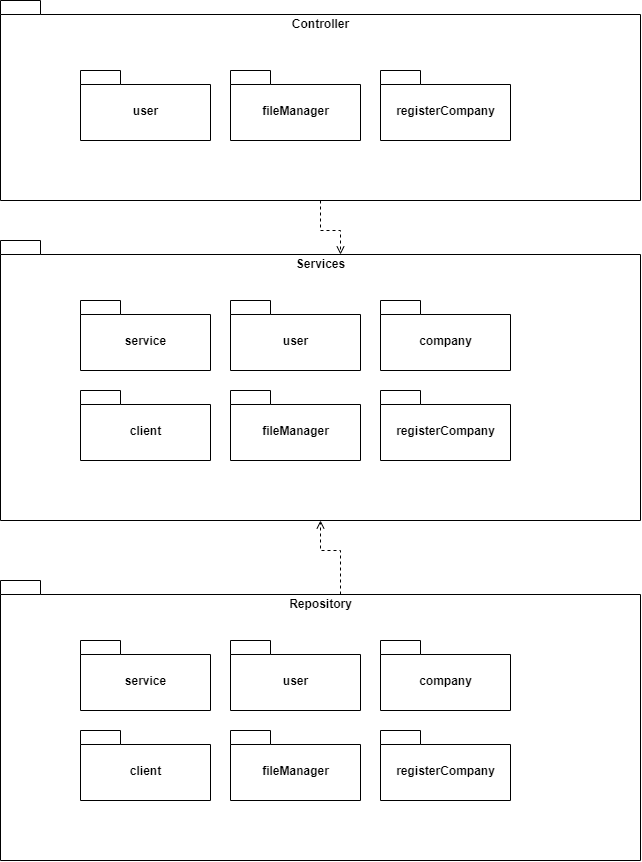 Controller
user
fileManager
registerCompany
Services
service
user
company
client
fileManager
registerCompany
Repository
service
user
company
client
fileManager
registerCompany